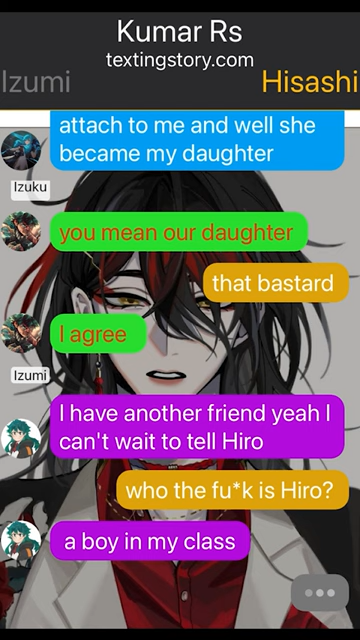 Kumar Rs
textingstory.com
Izumi
Hisashi
attach to me and well she
became my daughter
Izuku
you mean our daughter
that bastard
I agree
Izumi
I have another friend yeah I
can't wait to tell Hiro
who the fu*k is Hiro?
a boy in my class